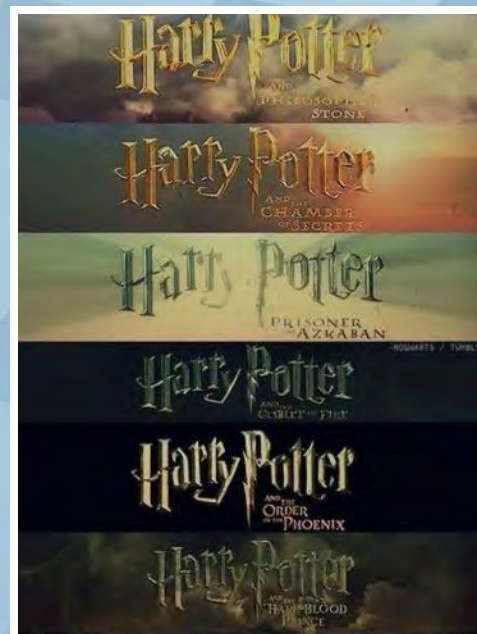 Harry Potter
AND THE
PHILOSOPHER'S
STONE
Harry Potter
AND THE
CHAMBER
OF SECRETS
Harry Potter
PRISONER
OF AZKABAN
-HOGWARTS / TUMBL
Harry Potter
AND THE
GOBLET OF FIRE
Harry Potter
AND THE
ORDER
OF THE PHOENIX
Harry Potter
AND THE
HALF-BLOOD
PRINCE